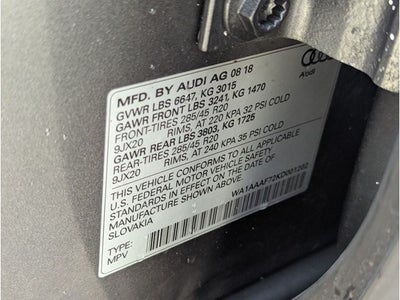 MFD. BY AUDI AG 08 18
GVWR LBS 6647, KG 3015
GAWR FRONT LBS 3241, KG 1470
FRONT-TIRES 285/45 R20
9JX20 RIMS, AT 220 KPA 32 PSI COLD
GAWR REAR LBS 3803, KG 1725
REAR-TIRES 285/45 R20
9JX20 RIMS, AT 240 KPA 35 PSI COLD
THIS VEHICLE CONFORMS TO ALL APPLICABLE
U.S. FEDERAL MOTOR VEHICLE SAFETY
STANDARDS IN EFFECT ON THE DATE OF
MANUFACTURE SHOWN ABOVE.
SLOVAKIA
TYPE:
MPV
WA1AAAF72KD001202
Audi